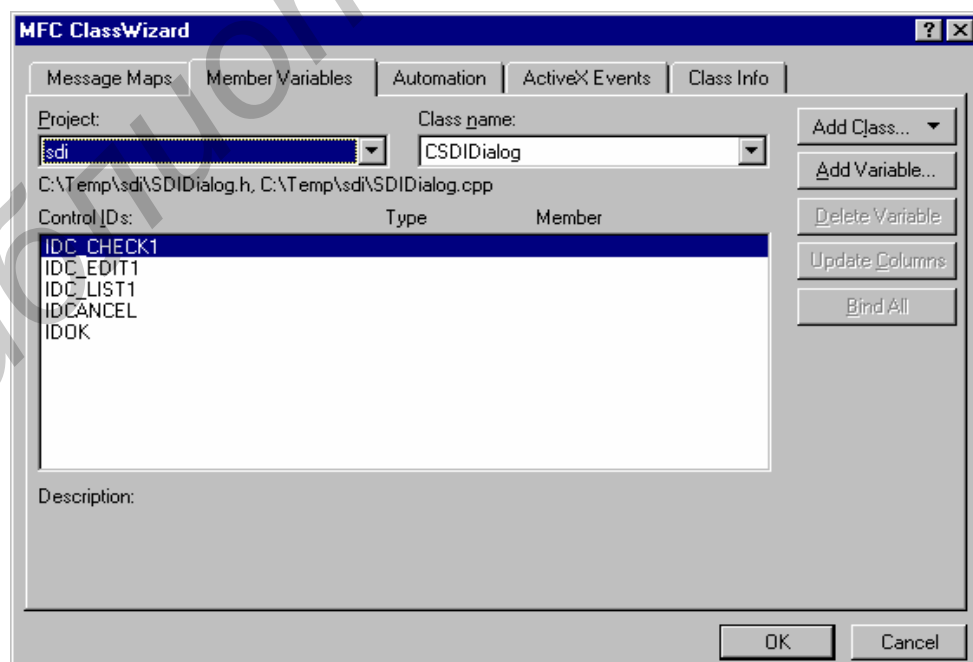 MFC ClassWizard
Message Maps Member Variables Automation ActiveX Events Class Info
Project: Class name:
sdi CSDIDialog
C:\Temp\sdi\SDIDialog.h, C:\Temp\sdi\SDIDialog.cpp
Control IDs: Type Member
IDC_CHECK1
IDC_EDIT1
IDC_LIST1
IDCANCEL
IDOK
Description:
Add Class...
Add Variable...
Delete Variable
Update Columns
Bind All
OK Cancel